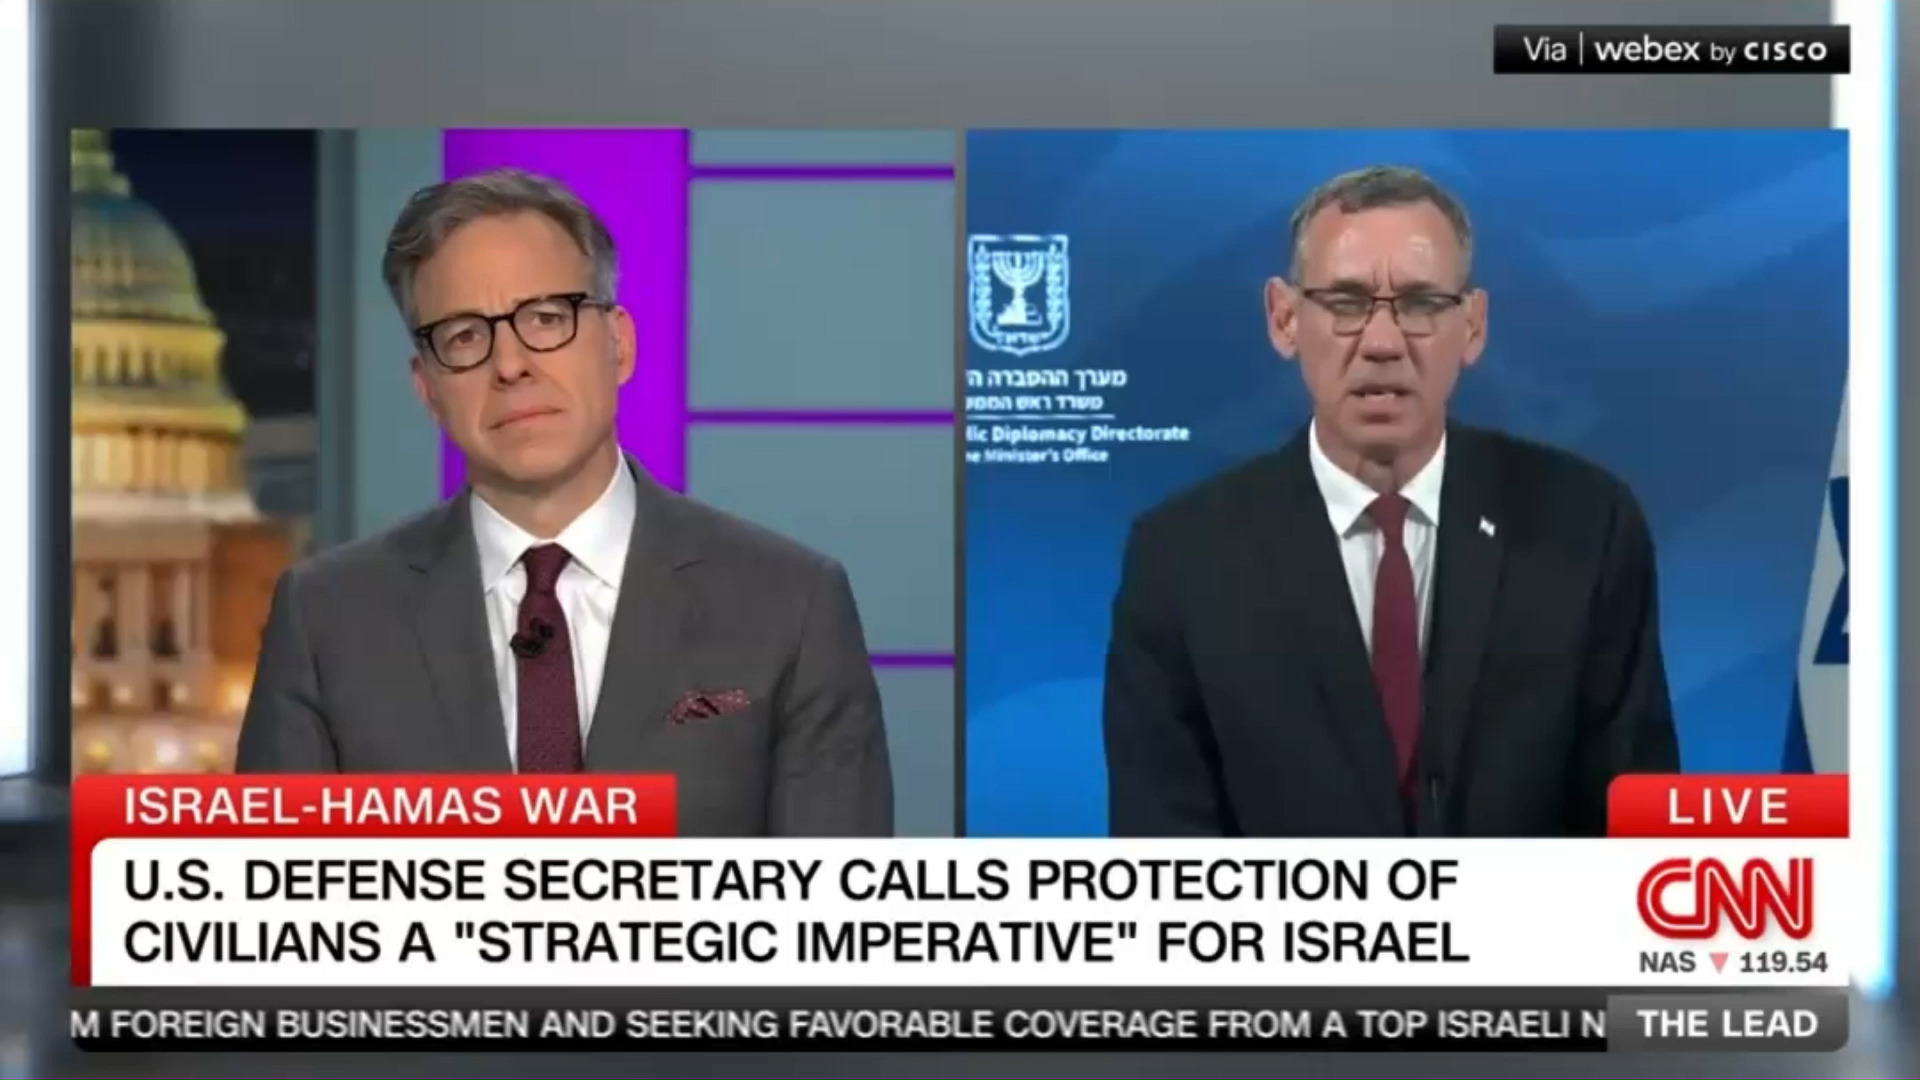 Via | webex by CISCO
מערך ההסברה ה
משרד ראש הממש
lic Diplomacy Directorate
ne Minister's Office
ISRAEL-HAMAS WAR
LIVE
U.S. DEFENSE SECRETARY CALLS PROTECTION OF
CIVILIANS A "STRATEGIC IMPERATIVE" FOR ISRAEL
CNN
NAS ▼ 119.54
M FOREIGN BUSINESSMEN AND SEEKING FAVORABLE COVERAGE FROM A TOP ISRAELI N
THE LEAD